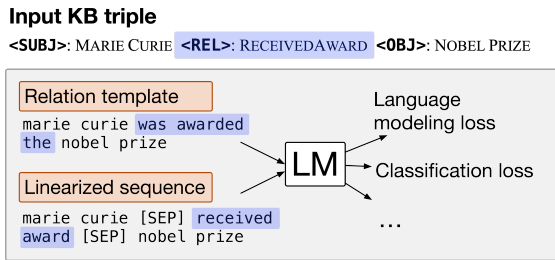 Input KB triple
<SUBJ>: MARIE CURIE <REL>: RECEIVEDAWARD <OBJ>: NOBEL PRIZE
Relation template
marie curie was awarded
the nobel prize
Linearized sequence
marie curie [SEP] received
award [SEP] nobel prize
LM
Language
modeling loss
Classification loss
...